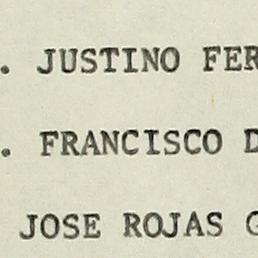 . JUSTINO FER
. FRANCISCO D
JOSE ROJAS G